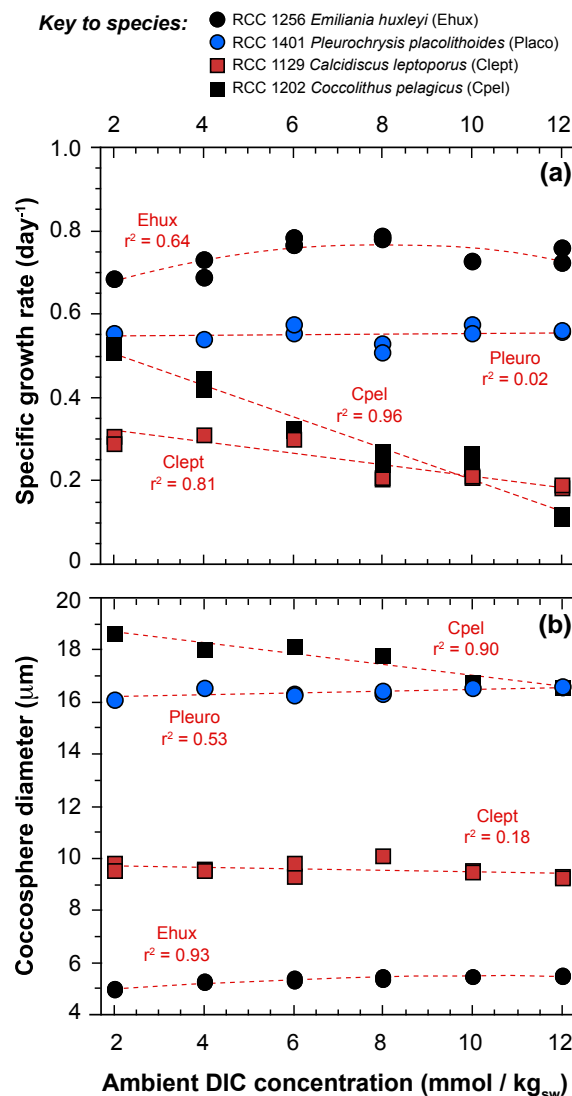 Key to species:
RCC 1256 Emiliania huxleyi (Ehux)
RCC 1401 Pleurochrysis placolithoides (Placo)
RCC 1129 Calcidiscus leptoporus (Clept)
RCC 1202 Coccolithus pelagicus (Cpel)
2 4 6 8 10 12
1.0
0.8
0.6
0.4
0.2
0
Specific growth rate (day⁻¹)
(a)
Ehux
r² = 0.64
Pleuro
r² = 0.02
Cpel
r² = 0.96
Clept
r² = 0.81
20
18
16
14
12
10
8
6
4
Coccosphere diameter (μm)
(b)
Cpel
r² = 0.90
Pleuro
r² = 0.53
Clept
r² = 0.18
Ehux
r² = 0.93
2 4 6 8 10 12
Ambient DIC concentration (mmol / kgsw)